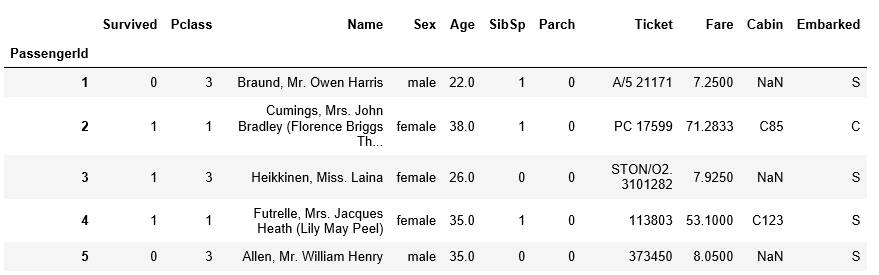 Survived Pclass Name Sex Age SibSp Parch Ticket Fare Cabin Embarked
PassengerId
1 0 3 Braund, Mr. Owen Harris male 22.0 1 0 A/5 21171 7.2500 NaN S
Cumings, Mrs. John
2 1 1 Bradley (Florence Briggs female 38.0 1 0 PC 17599 71.2833 C85 C
Th...
3 1 3 Heikkinen, Miss. Laina female 26.0 0 0 STON/O2. 7.9250 NaN S
3101282
4 1 1 Futrelle, Mrs. Jacques female 35.0 1 0 113803 53.1000 C123 S
Heath (Lily May Peel)
5 0 3 Allen, Mr. William Henry male 35.0 0 0 373450 8.0500 NaN S